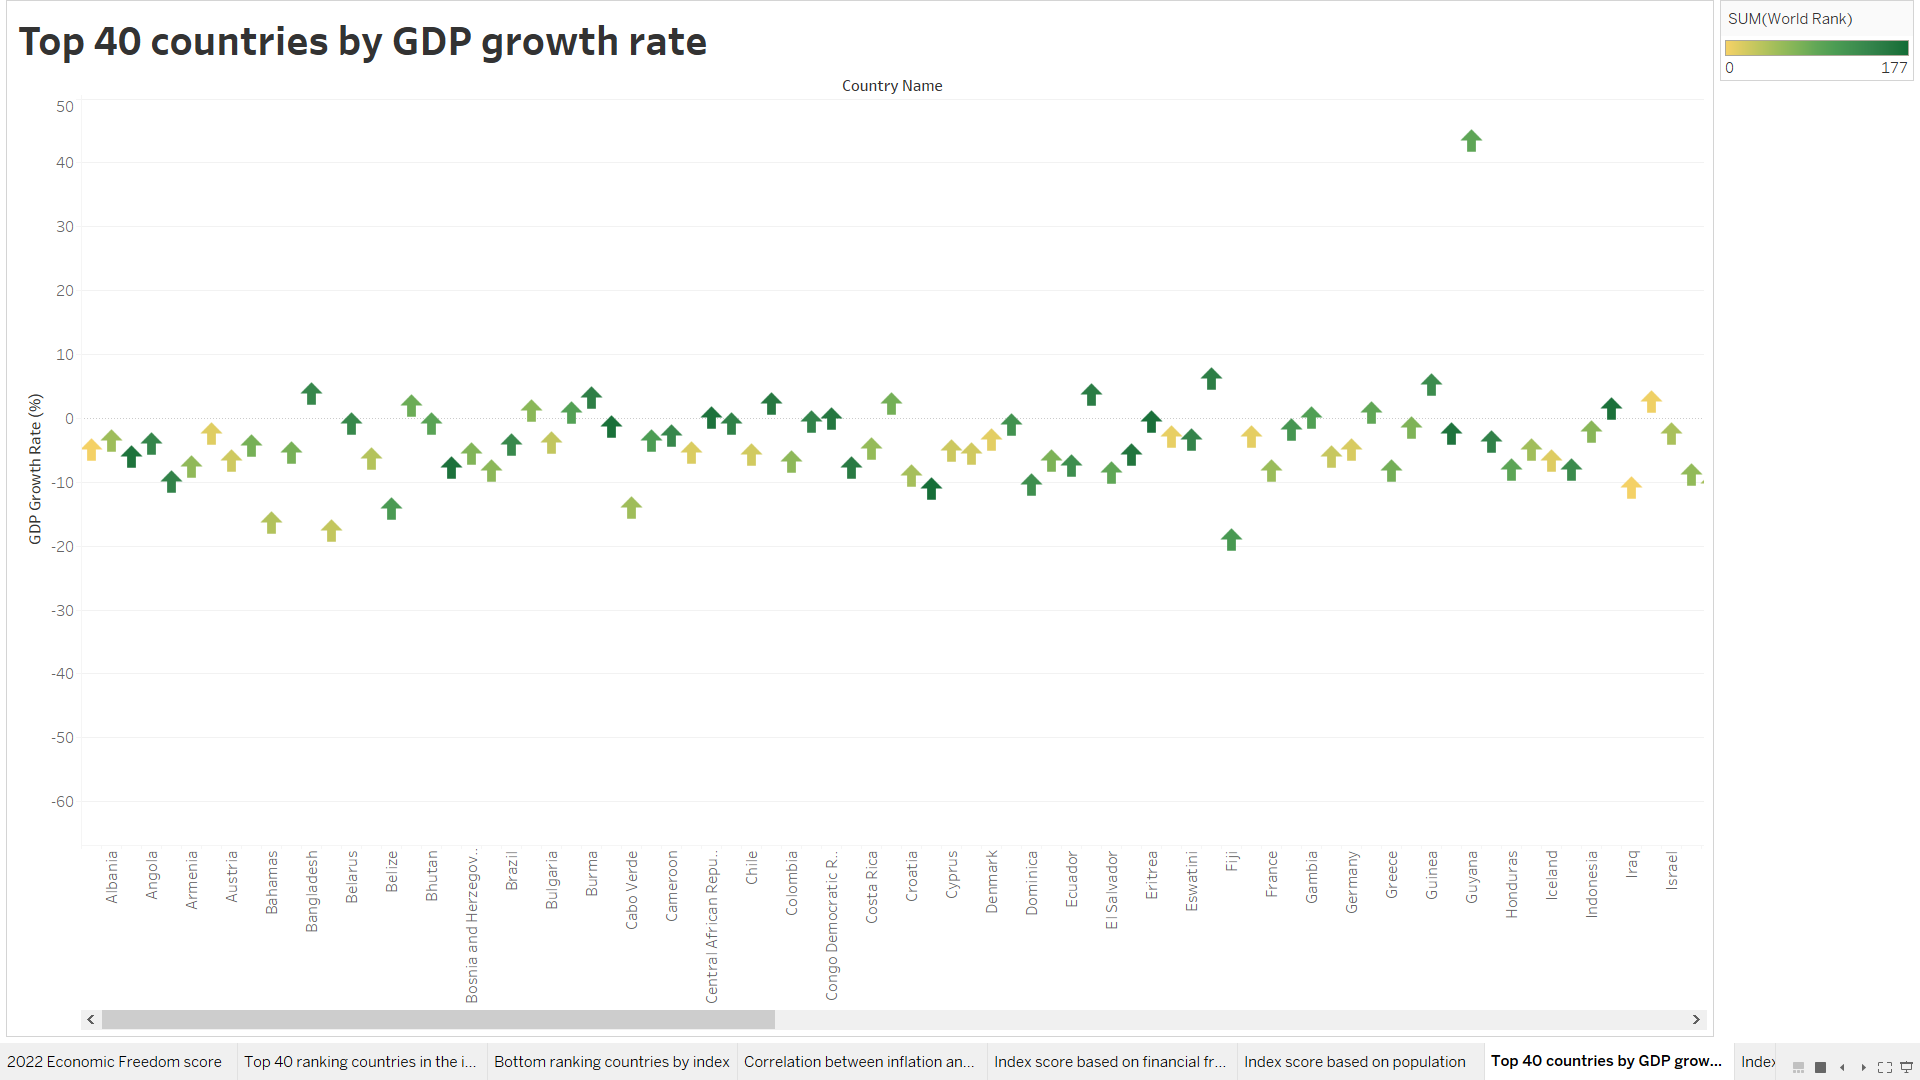 Top 40 countries by GDP growth rate
SUM(World Rank)
0 177
Country Name
GDP Growth Rate (%)
50
40
30
20
10
0
-10
-20
-30
-40
-50
-60
Albania
Angola
Armenia
Austria
Bahamas
Bangladesh
Belarus
Belize
Bhutan
Bosnia and Herzegov..
Brazil
Bulgaria
Burma
Cabo Verde
Cameroon
Central African Repu..
Chile
Colombia
Congo Democratic R..
Costa Rica
Croatia
Cyprus
Denmark
Dominica
Ecuador
El Salvador
Eritrea
Eswatini
Fiji
France
Gambia
Germany
Greece
Guinea
Guyana
Honduras
Iceland
Indonesia
Iraq
Israel
2022 Economic Freedom score
Top 40 ranking countries in the i...
Bottom ranking countries by index
Correlation between inflation an...
Index score based on financial fr...
Index score based on population
Top 40 countries by GDP grow...
Index